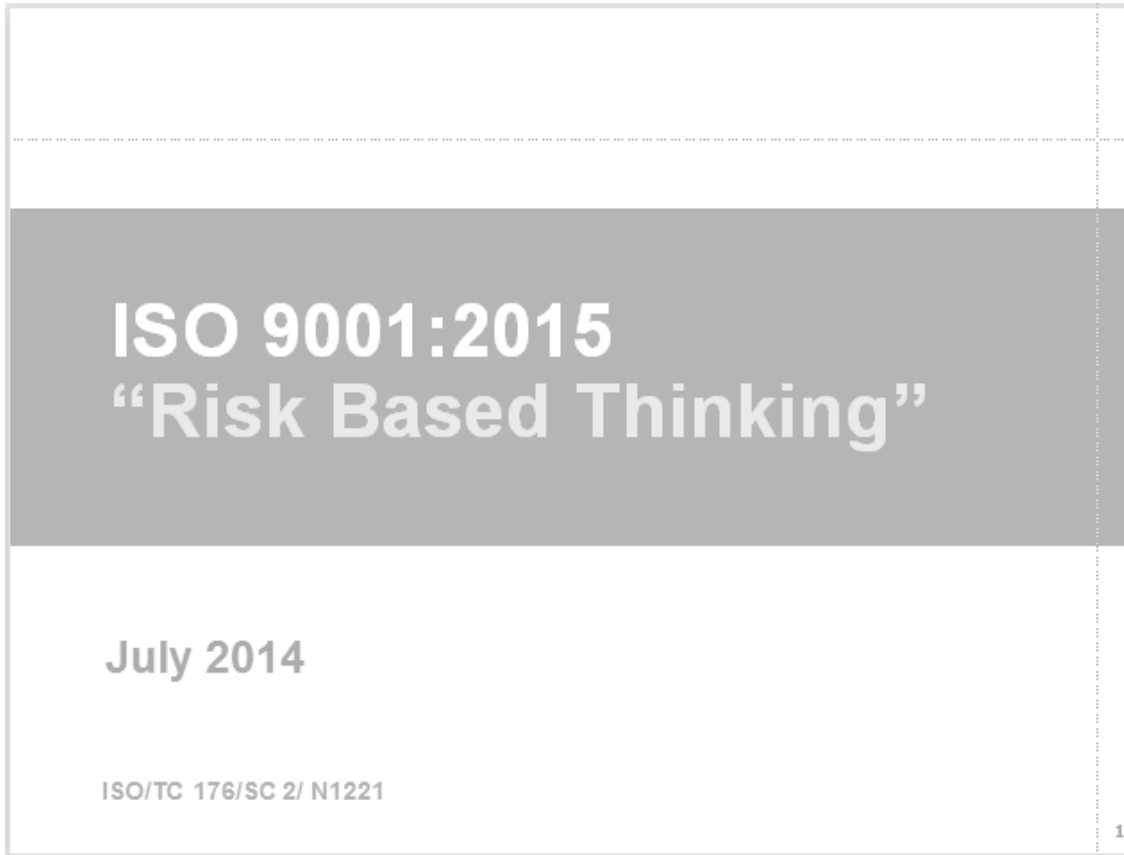 ISO 9001:2015
“Risk Based Thinking”
July 2014
ISO/TC 176/SC 2/ N1221
1